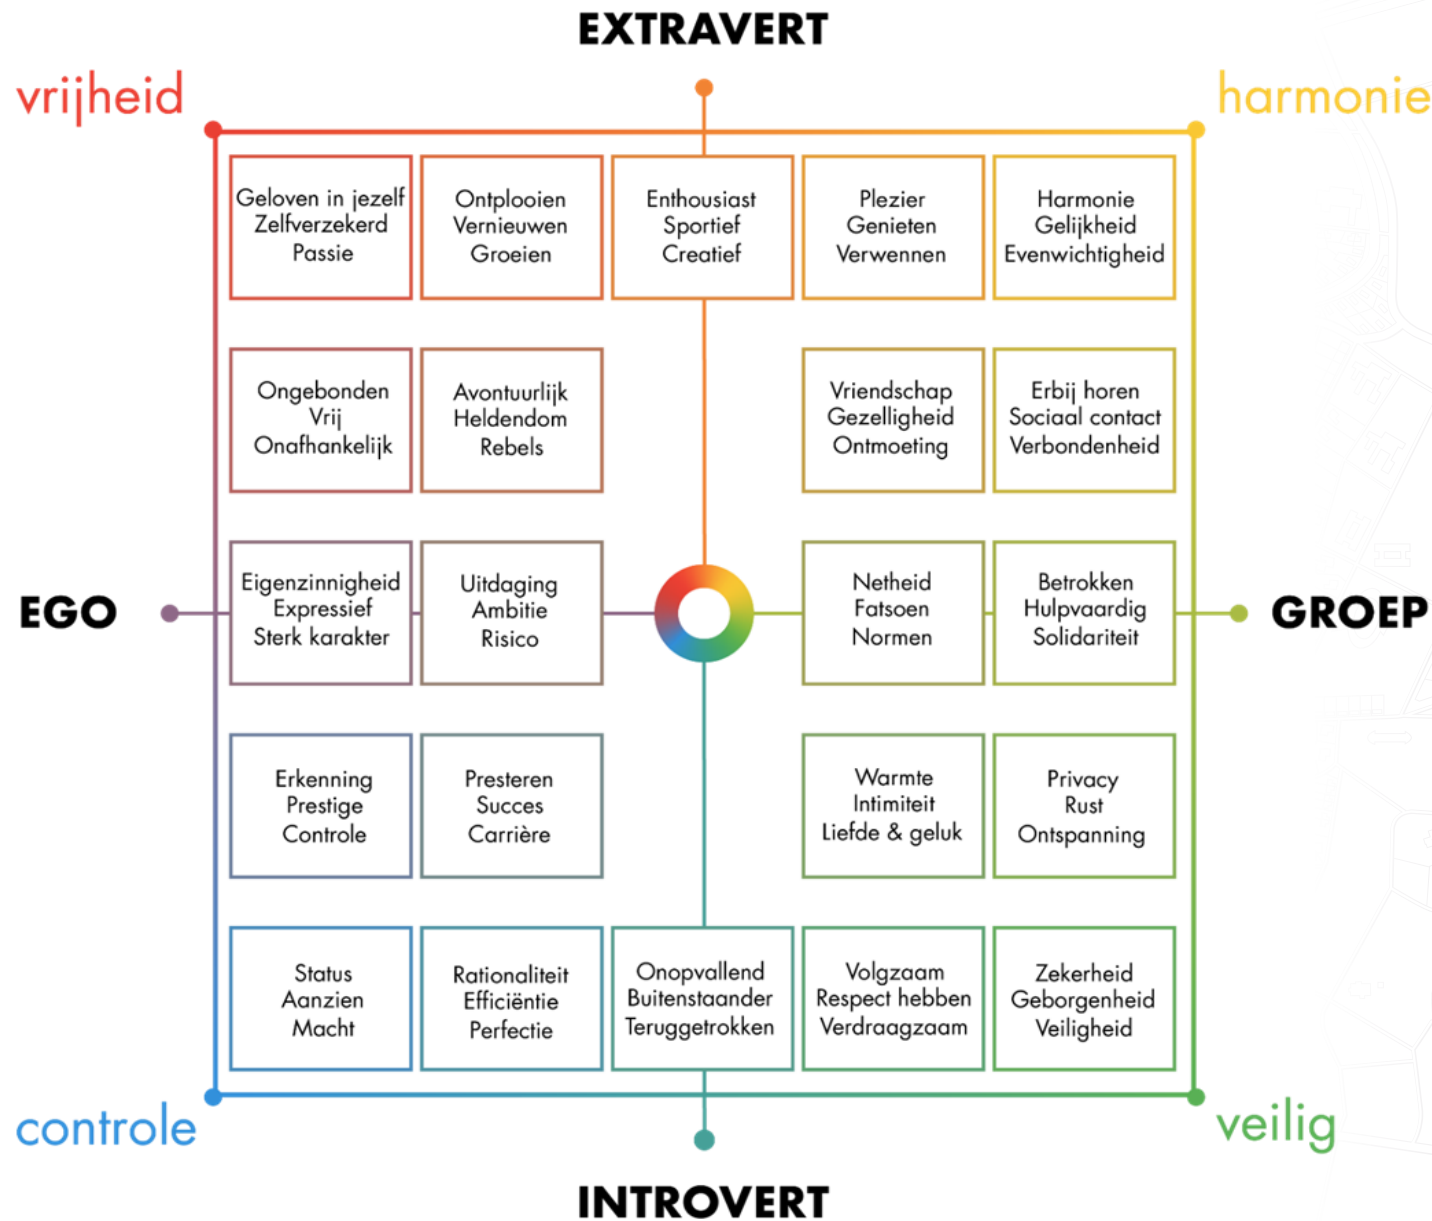 EXTRAVERT
vrijheid
harmonie
Geloven in jezelf
Zelfverzekerd
Passie
Ontplooien
Vernieuwen
Groeien
Enthousiast
Sportief
Creatief
Plezier
Genieten
Verwennen
Harmonie
Gelijkheid
Evenwichtigheid
Ongebonden
Vrij
Onafhankelijk
Avontuurlijk
Heldendom
Rebels
Vriendschap
Gezelligheid
Ontmoeting
Erbij horen
Sociaal contact
Verbondenheid
EGO
Eigenzinnigheid
Expressief
Sterk karakter
Uitdaging
Ambitie
Risico
Netheid
Fatsoen
Normen
Betrokken
Hulpvaardig
Solidariteit
GROEP
Erkenning
Prestige
Controle
Presteren
Succes
Carrière
Warmte
Intimiteit
Liefde & geluk
Privacy
Rust
Ontspanning
Status
Aanzien
Macht
Rationaliteit
Efficiëntie
Perfectie
Onopvallend
Buitenstaander
Teruggetrokken
Volgzaam
Respect hebben
Verdraagzaam
Zekerheid
Geborgenheid
Veiligheid
controle
veilig
INTROVERT